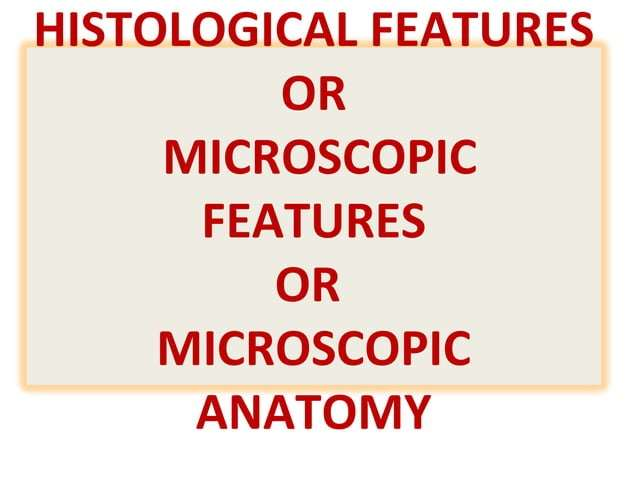 HISTOLOGICAL FEATURES
OR
MICROSCOPIC
FEATURES
OR
MICROSCOPIC
ANATOMY